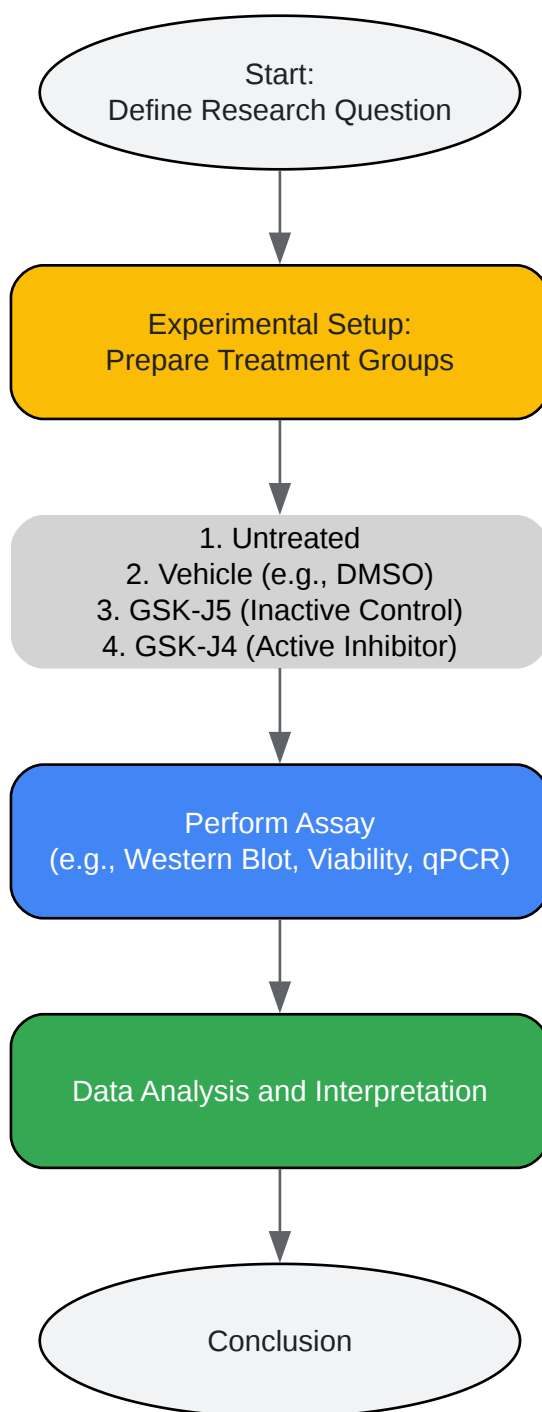 Start:
Define Research Question
Experimental Setup:
Prepare Treatment Groups
1. Untreated
2. Vehicle (e.g., DMSO)
3. GSK-J5 (Inactive Control)
4. GSK-J4 (Active Inhibitor)
Perform Assay
(e.g., Western Blot, Viability, qPCR)
Data Analysis and Interpretation
Conclusion